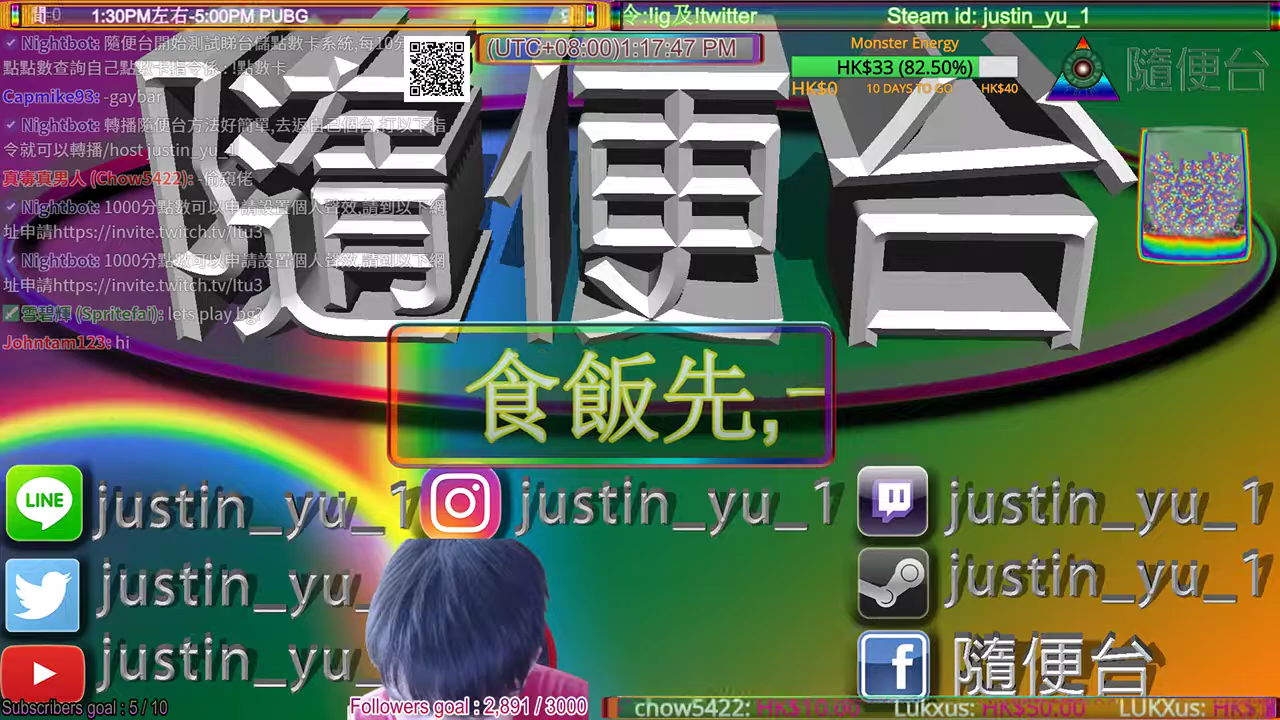 間 1:30PM左右-5:00PM PUBG
令:!ig及!twitter
Steam id: justin_yu_1
Nightbot: 隨便台開始測試睇台儲點數卡系統,每10分
點點數查詢自己點數卡指令係: !點數卡
(UTC+08:00)1:17:47 PM
Monster Energy
HK$33 (82.50%)
HK$0
10 DAYS TO GO
HK$40
隨便台
Capmike93: -gaybar
Nightbot: 轉播隨便台方法好簡單,去返自己個台,打以下指
令就可以轉播/host justin_yu_1
真毒真男人 (Chow5422): -偷窺佬
Nightbot: 1000分點數可以申請設置個人聲效,請到以下網
址申請https://invite.twitch.tv/ltu3
Nightbot: 1000分點數可以申請設置個人聲效,請到以下網
址申請https://invite.twitch.tv/ltu3
雪碧輝 (Spritefai): lets play bg?
Johntam123: hi
隨便台
食飯先,
LINE
justin_yu_1
justin_yu_1
justin_yu_1
justin_yu_
justin_yu_1
justin_yu_
隨便台
Subscribers goal : 5 / 10
Followers goal : 2,891 / 3000
chow5422: HK$10.00
Lukxus: HK$50.00
LUKXus: HK$1